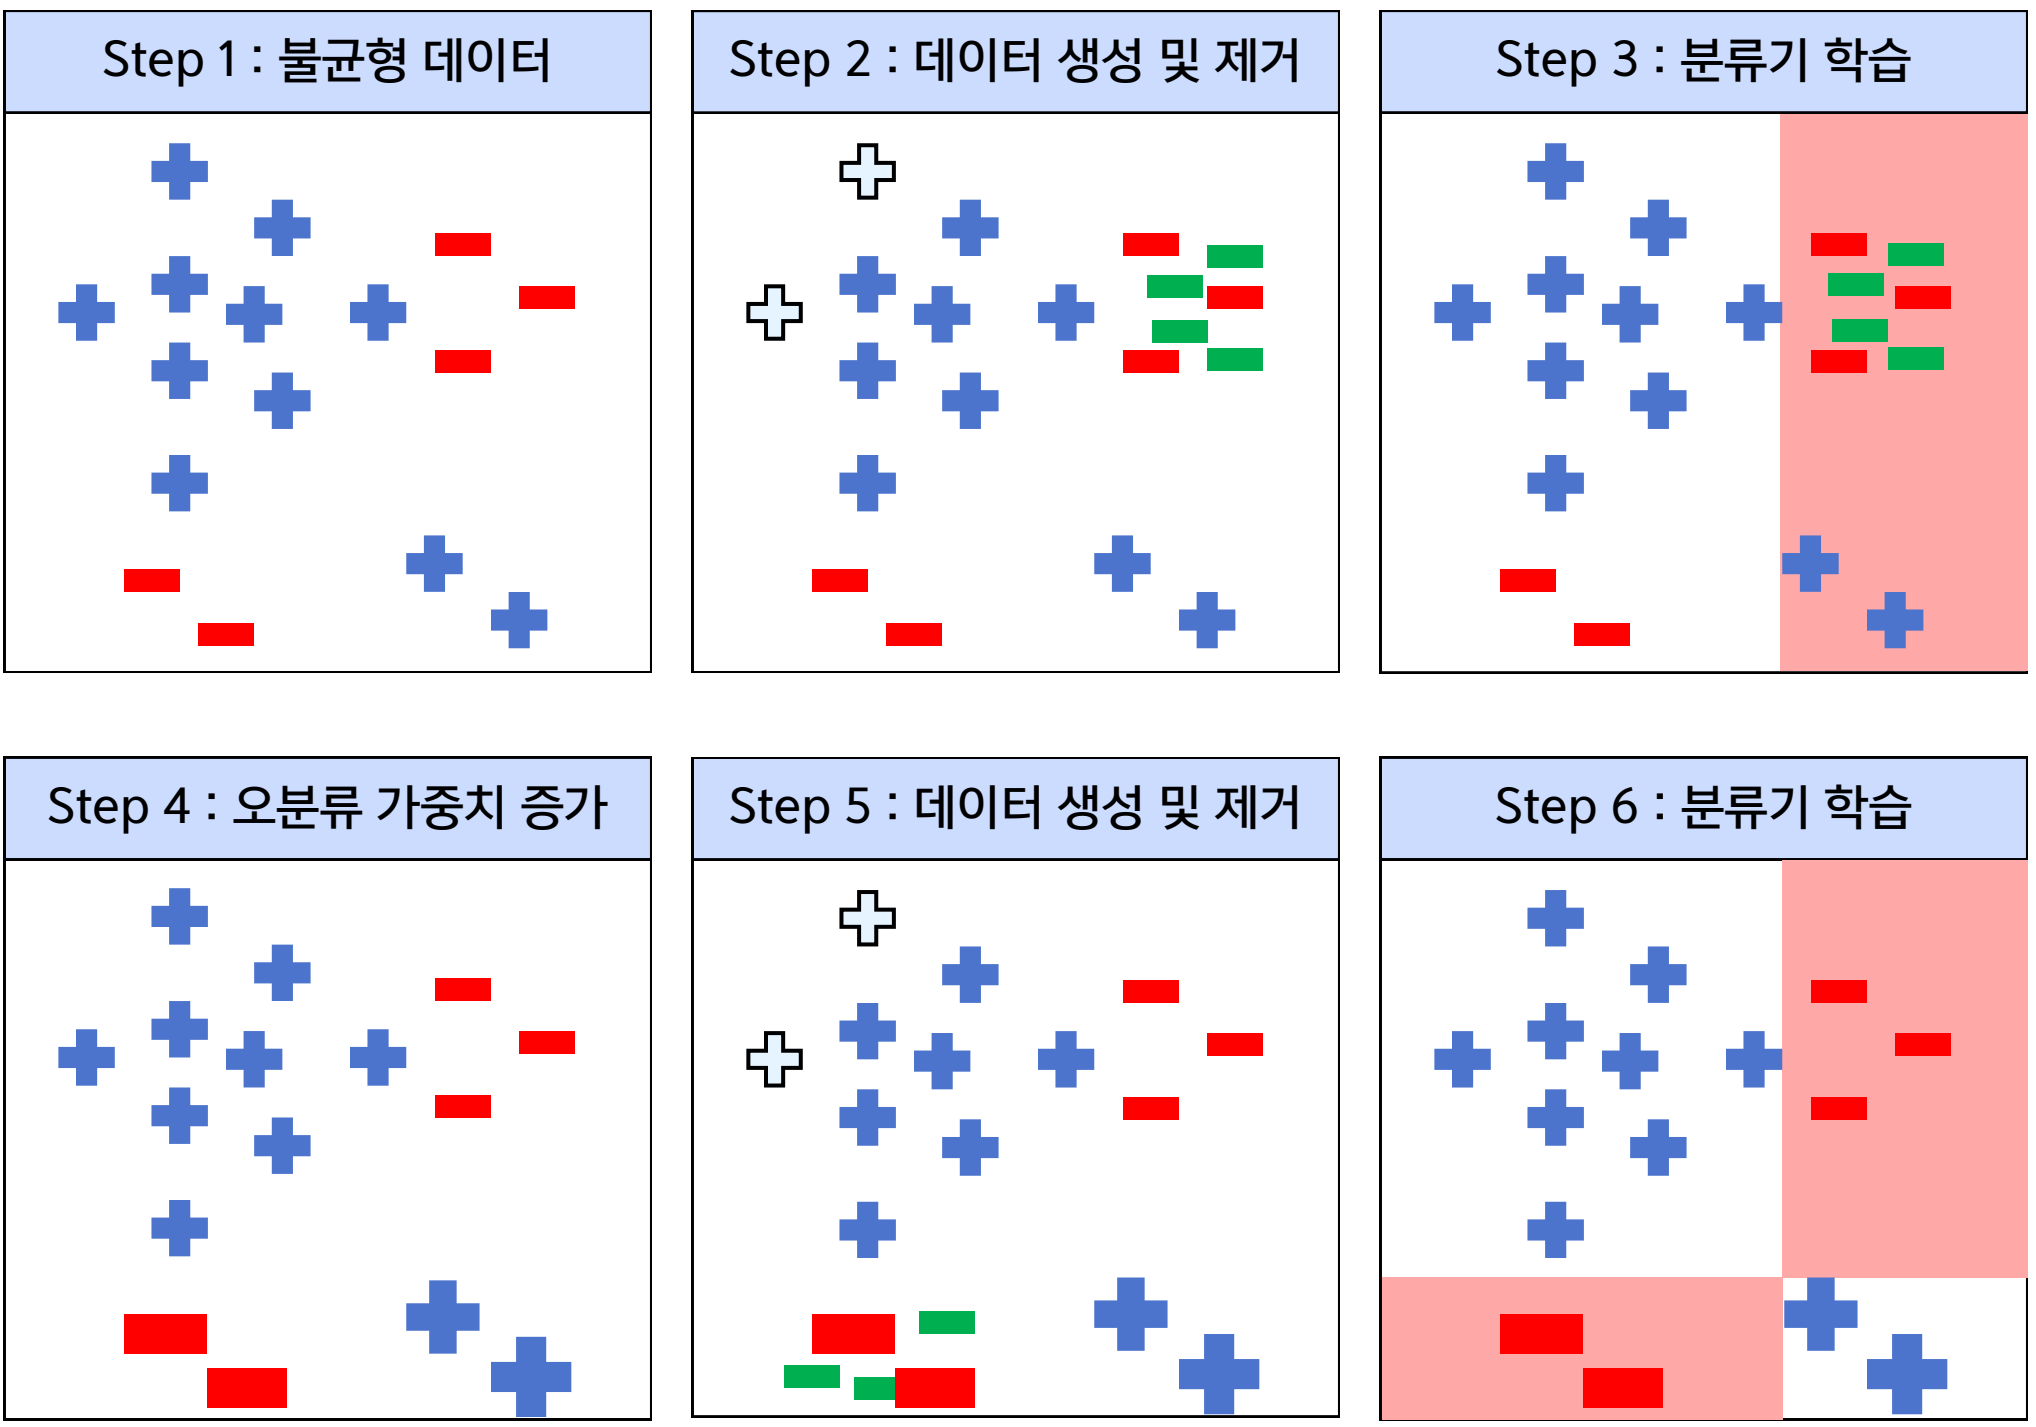 Step 1 : 불균형 데이터
Step 2 : 데이터 생성 및 제거
Step 3 : 분류기 학습
Step 4 : 오분류 가중치 증가
Step 5 : 데이터 생성 및 제거
Step 6 : 분류기 학습